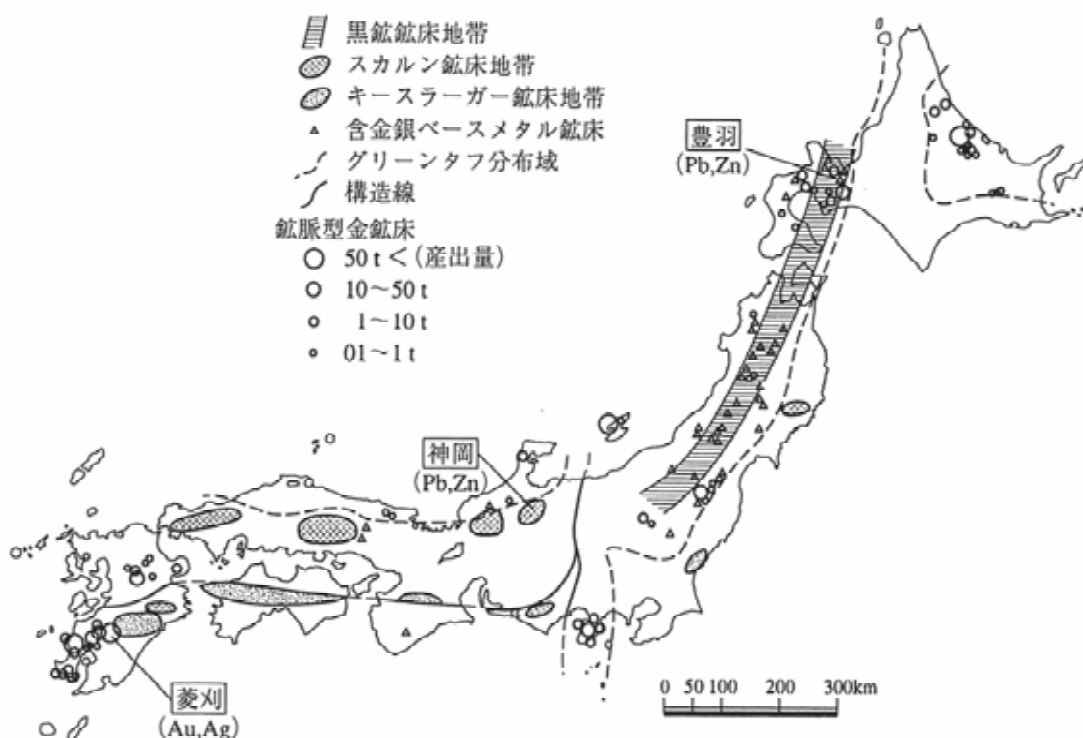 黒鉱鉱床地帯
スカルン鉱床地帯
キースラーガー鉱床地帯
含金銀ベースメタル鉱床
グリーンタフ分布域
構造線
鉱脈型金鉱床
50 t <(産出量)
10～50 t
1～10 t
01～1 t
豊羽
(Pb,Zn)
神岡
(Pb,Zn)
菱刈
(Au,Ag)
0 50 100 200 300km